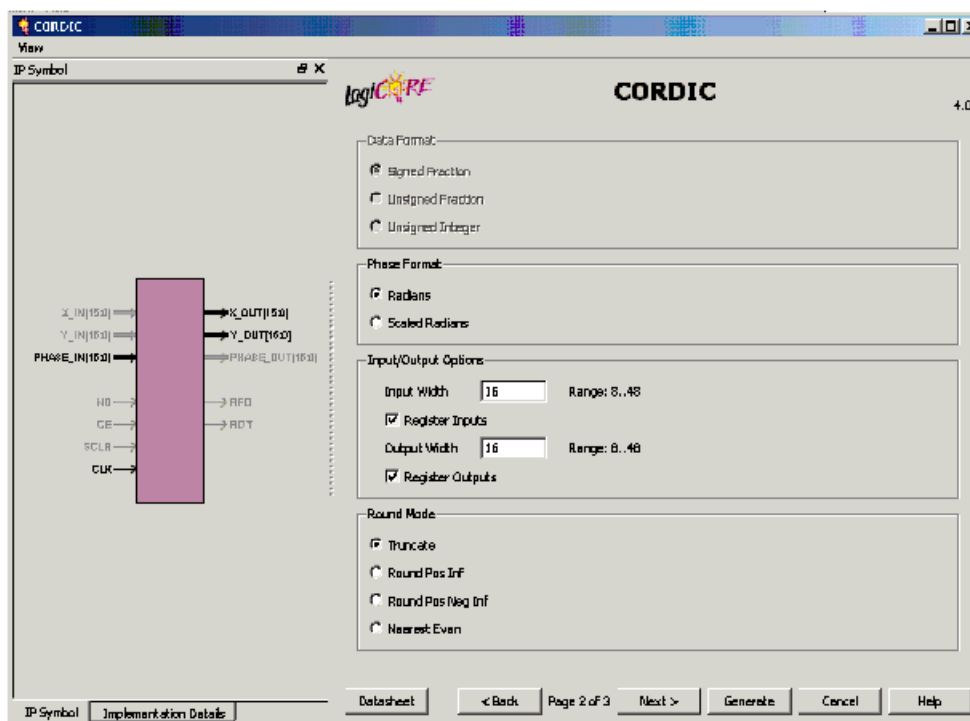 CORDIC
View
IP Symbol
logiCORE
CORDIC
4.0
Data Format
Signed Fraction
Unsigned Fraction
Unsigned Integer
Phase Format
Radians
Scaled Radians
X_IN[15:0]
X_OUT[15:0]
Y_IN[15:0]
Y_OUT[15:0]
PHASE_IN[15:0]
PHASE_OUT[15:0]
Input/Output Options
Input Width 16 Range: 8..48
Register Inputs
Output Width 16 Range: 8..48
Register Outputs
ND
RFD
CE
RDY
SCLR
CLK
Round Mode
Truncate
Round Pos Inf
Round Pos Neg Inf
Nearest Even
Datasheet < Back Page 2 of 3 Next > Generate Cancel Help
IP Symbol Implementation Details